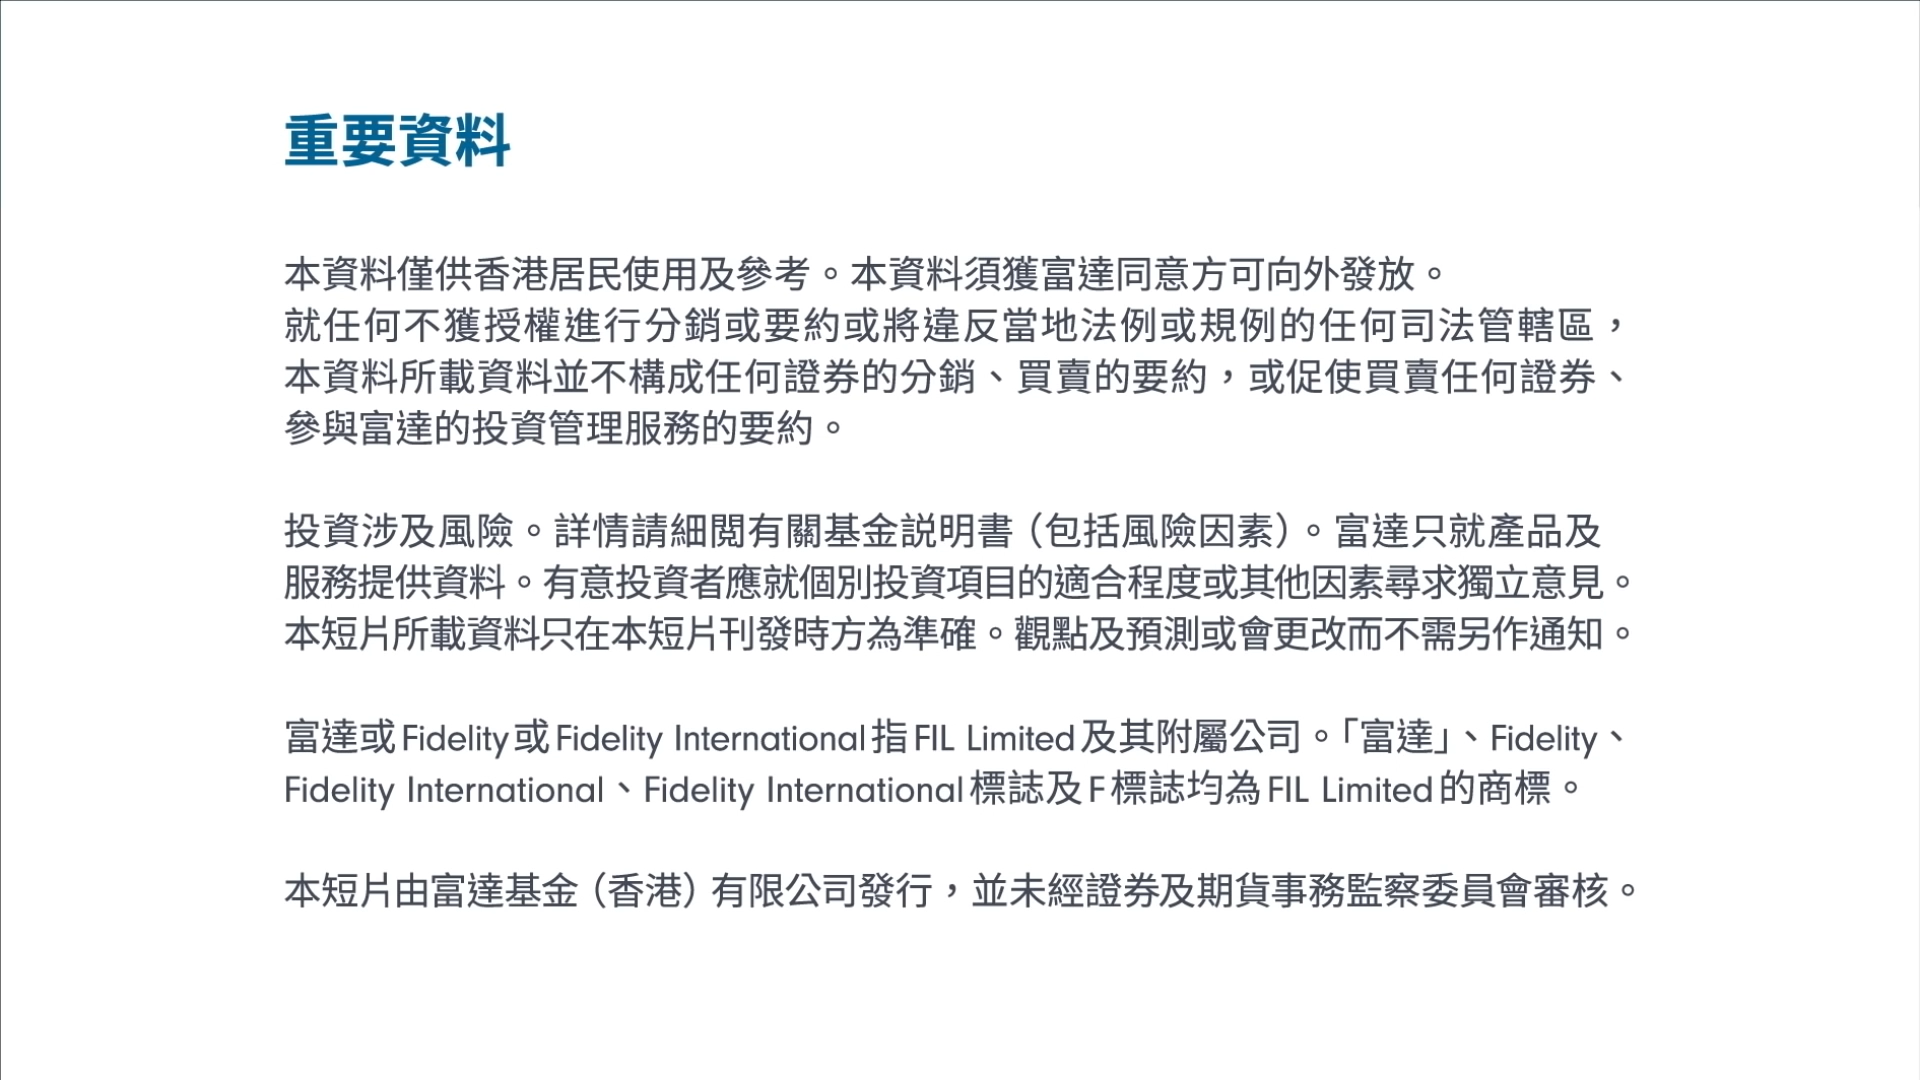 重要資料
本資料僅供香港居民使用及參考。本資料須獲富達同意方可向外發放。
就任何不獲授權進行分銷或要約或將違反當地法例或規例的任何司法管轄區，
本資料所載資料並不構成任何證券的分銷、買賣的要約，或促使買賣任何證券、
參與富達的投資管理服務的要約。
投資涉及風險。詳情請細閱有關基金説明書（包括風險因素）。富達只就產品及
服務提供資料。有意投資者應就個別投資項目的適合程度或其他因素尋求獨立意見。
本短片所載資料只在本短片刊發時方為準確。觀點及預測或會更改而不需另作通知。
富達或Fidelity或Fidelity International指FIL Limited及其附屬公司。「富達」、Fidelity、
Fidelity International、Fidelity International標誌及F標誌均為FIL Limited的商標。
本短片由富達基金（香港）有限公司發行，並未經證券及期貨事務監察委員會審核。